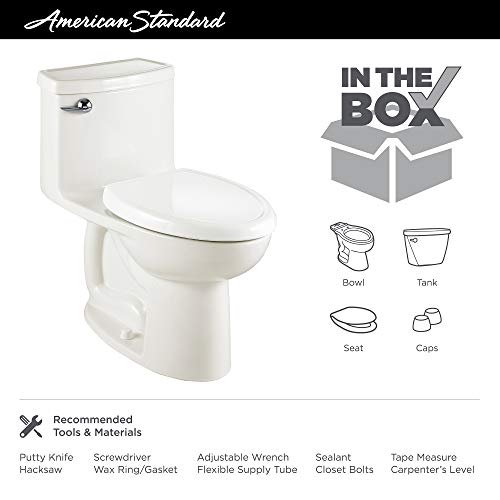 American Standard
IN THE
BOX
Bowl
Tank
Seat
Caps
Recommended
Tools & Materials
Putty Knife
Hacksaw
Screwdriver
Wax Ring/Gasket
Adjustable Wrench
Flexible Supply Tube
Sealant
Closet Bolts
Tape Measure
Carpenter's Level